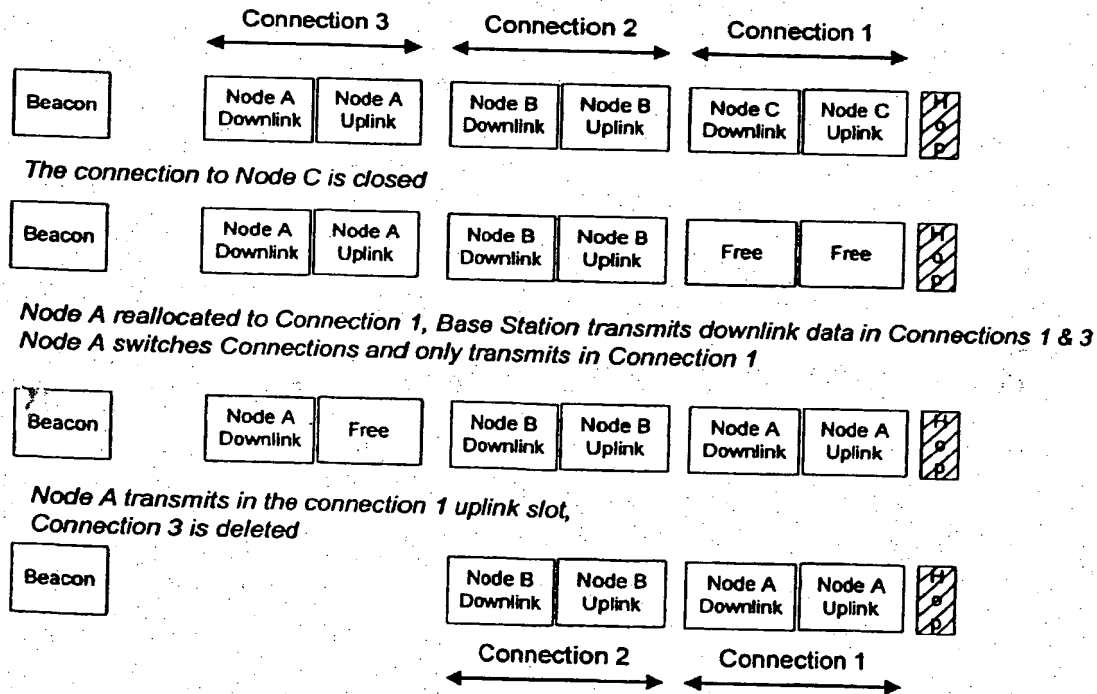 Connection 3 Connection 2 Connection 1
Beacon Node A Downlink Node A Uplink Node B Downlink Node B Uplink Node C Downlink Node C Uplink Hop
The connection to Node C is closed
Beacon Node A Downlink Node A Uplink Node B Downlink Node B Uplink Free Free Hop
Node A reallocated to Connection 1, Base Station transmits downlink data in Connections 1 & 3
Node A switches Connections and only transmits in Connection 1
Beacon Node A Downlink Free Node B Downlink Node B Uplink Node A Downlink Node A Uplink Hop
Node A transmits in the connection 1 uplink slot,
Connection 3 is deleted
Beacon Node B Downlink Node B Uplink Node A Downlink Node A Uplink Hop
Connection 2 Connection 1